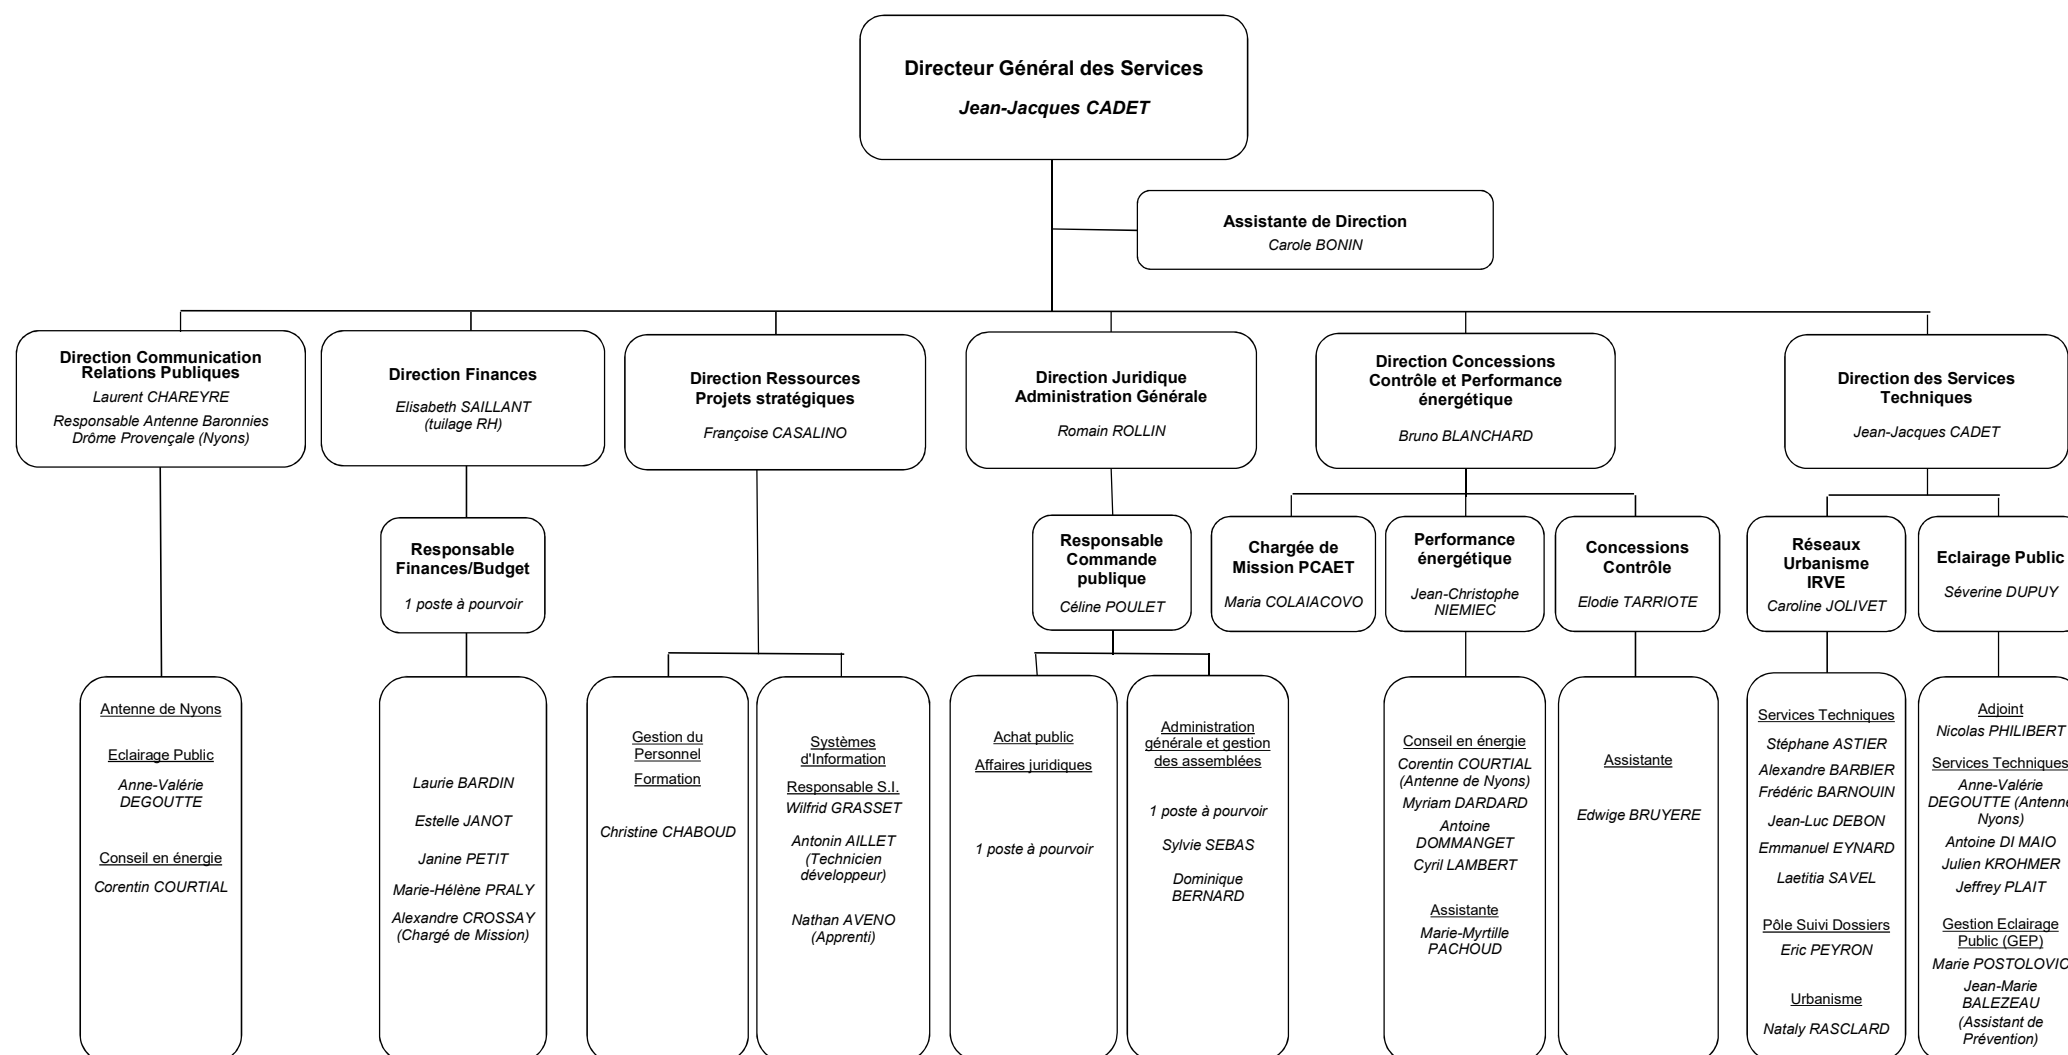 Directeur Général des Services
Jean-Jacques CADET
Assistante de Direction
Carole BONIN
Direction Communication
Relations Publiques
Laurent CHAREYRE
Responsable Antenne Baronnies
Drôme Provençale (Nyons)
Direction Finances
Elisabeth SAILLANT
(tuilage RH)
Direction Ressources
Projets stratégiques
Françoise CASALINO
Direction Juridique
Administration Générale
Romain ROLLIN
Direction Concessions
Contrôle et Performance
énergétique
Bruno BLANCHARD
Direction des Services
Techniques
Jean-Jacques CADET
Responsable
Finances/Budget
1 poste à pourvoir
Responsable
Commande
publique
Céline POULET
Chargée de
Mission PCAET
Maria COLAIACOVO
Performance
énergétique
Jean-Christophe
NIEMIEC
Concessions
Contrôle
Elodie TARRIOTE
Réseaux
Urbanisme
IRVE
Caroline JOLIVET
Eclairage Public
Séverine DUPUY
Antenne de Nyons
Eclairage Public
Anne-Valérie
DEGOUTTE
Conseil en énergie
Corentin COURTIAL
Laurie BARDIN
Estelle JANOT
Janine PETIT
Marie-Hélène PRALY
Alexandre CROSSAY
(Chargé de Mission)
Gestion du
Personnel
Formation
Christine CHABOUD
Systèmes
d'Information
Responsable S.I.
Wilfrid GRASSET
Antonin AILLET
(Technicien
développeur)
Nathan AVENO
(Apprenti)
Achat public
Affaires juridiques
1 poste à pourvoir
Administration
générale et gestion
des assemblées
1 poste à pourvoir
Sylvie SEBAS
Dominique
BERNARD
Conseil en énergie
Corentin COURTIAL
(Antenne de Nyons)
Myriam DARDARD
Antoine
DOMMANGET
Cyril LAMBERT
Assistante
Marie-Myrtille
PACHOUD
Assistante
Edwige BRUYERE
Services Techniques
Stéphane ASTIER
Alexandre BARBIER
Frédéric BARNOUIN
Jean-Luc DEBON
Emmanuel EYNARD
Laetitia SAVEL
Pôle Suivi Dossiers
Eric PEYRON
Urbanisme
Nataly RASCLARD
Adjoint
Nicolas PHILIBERT
Services Techniques
Anne-Valérie
DEGOUTTE (Antenne
Nyons)
Antoine DI MAIO
Julien KROHMER
Jeffrey PLAIT
Gestion Eclairage
Public (GEP)
Marie POSTOLOVIC
Jean-Marie
BALEZEAU
(Assistant de
Prévention)